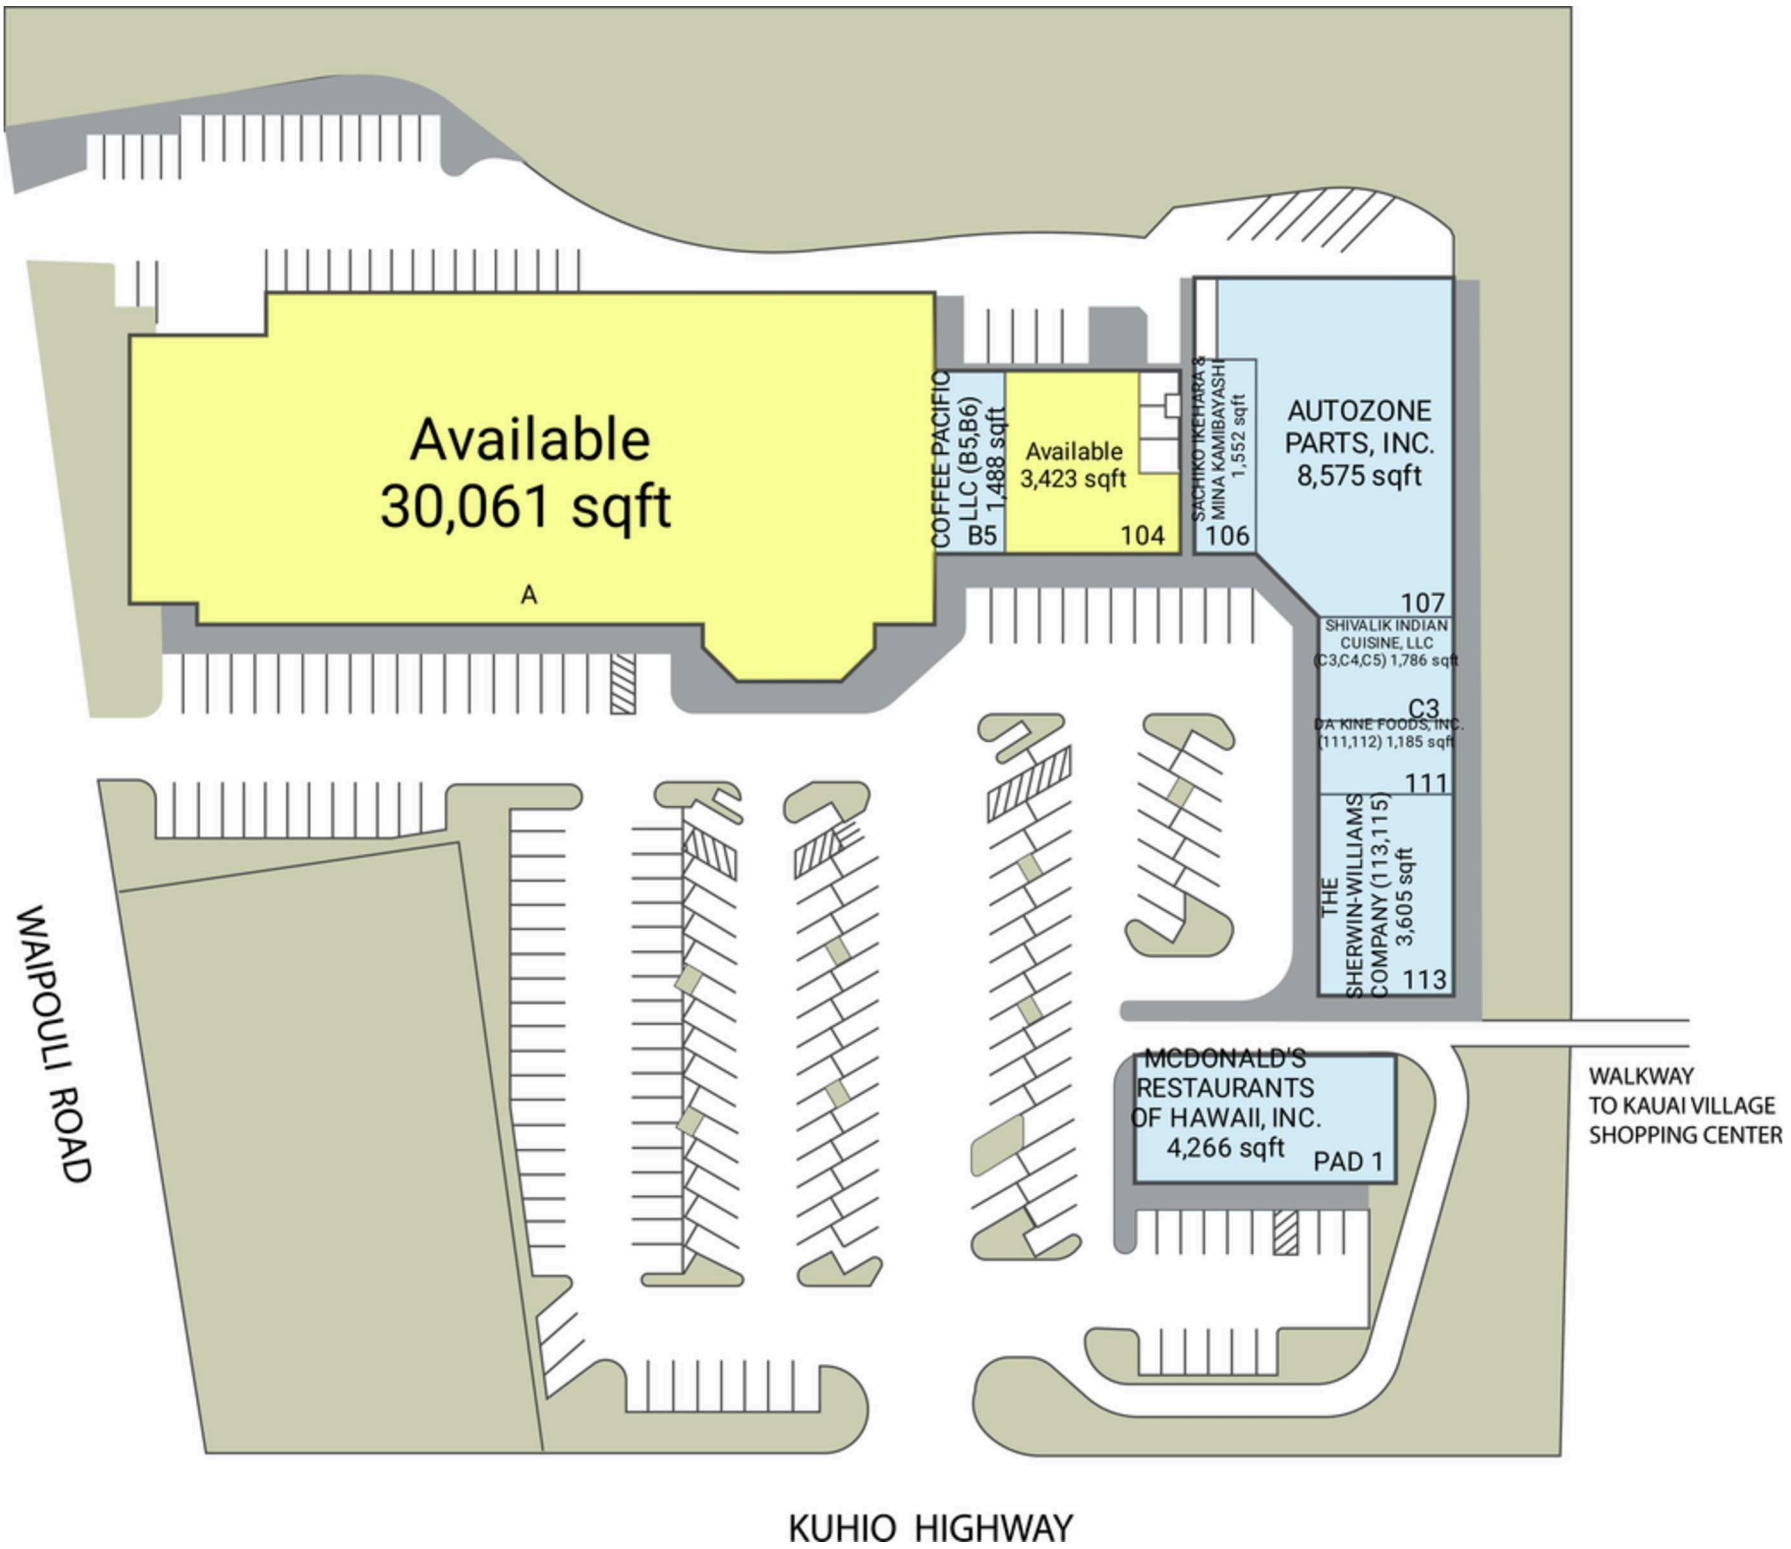 Available
30,061 sqft
A
COFFEE PACIFIC
LLC (B5,B6)
1,488 sqft
B5
Available
3,423 sqft
104
SACHIKO IKEHARA &
MINA KAMIBAYASHI
1,552 sqft
106
AUTOZONE
PARTS, INC.
8,575 sqft
107
SHIVALIK INDIAN
CUISINE, LLC
(C3,C4,C5) 1,786 sqft
C3
DA KINE FOODS, INC.
(111,112) 1,185 sqft
111
THE
SHERWIN-WILLIAMS
COMPANY (113,115)
3,605 sqft
113
MCDONALD'S
RESTAURANTS
OF HAWAII, INC.
4,266 sqft
PAD 1
WALKWAY
TO KAUAI VILLAGE
SHOPPING CENTER
WAIPOULI ROAD
KUHIO HIGHWAY